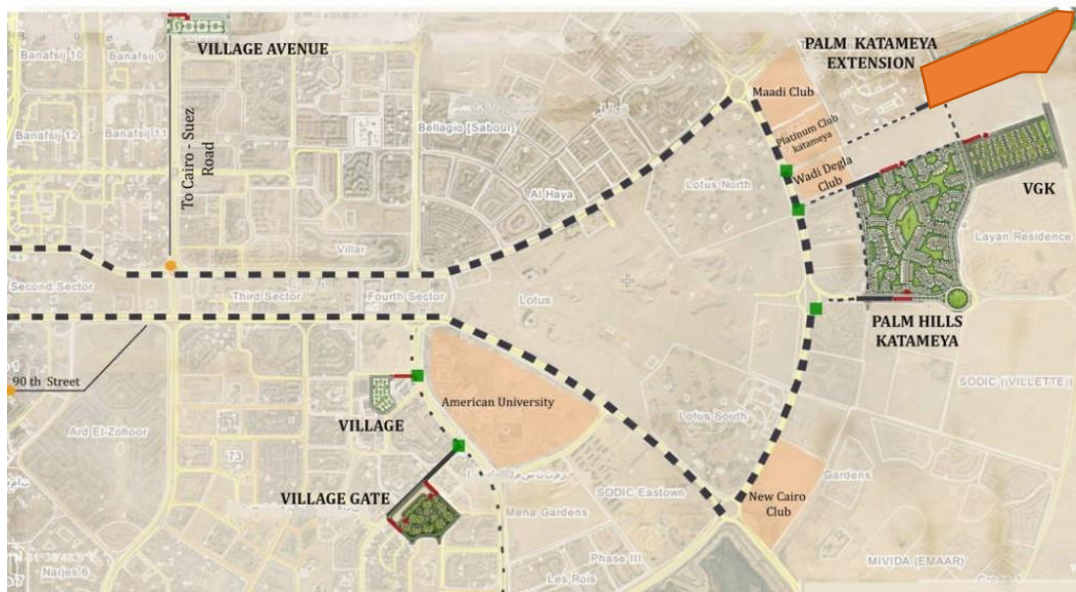 Banafsij 10
Banafsij 9
VILLAGE AVENUE
PALM KATAMEYA
EXTENSION
Maadi Club
Banafsij 12
Banafsij 11
To Cairo - Suez
Road
Bellagio [Sabour]
Platinum Club
katameya
Wadi Degla
Club
Al Haya
Lotus North
VGK
Villar
Layan Residence
Second Sector
Third Sector
Fourth Sector
Lotus
PALM HILLS
KATAMEYA
90 th Street
SODIC (VILLETTE)
American University
Lotus South
VILLAGE
Ard El-Zohoor
73
Gardens
VILLAGE GATE
SODIC Eastown
New Cairo
Club
Mena Gardens
Phase III
MIVIDA (EMAAR)
Narjes 6
Les Rois